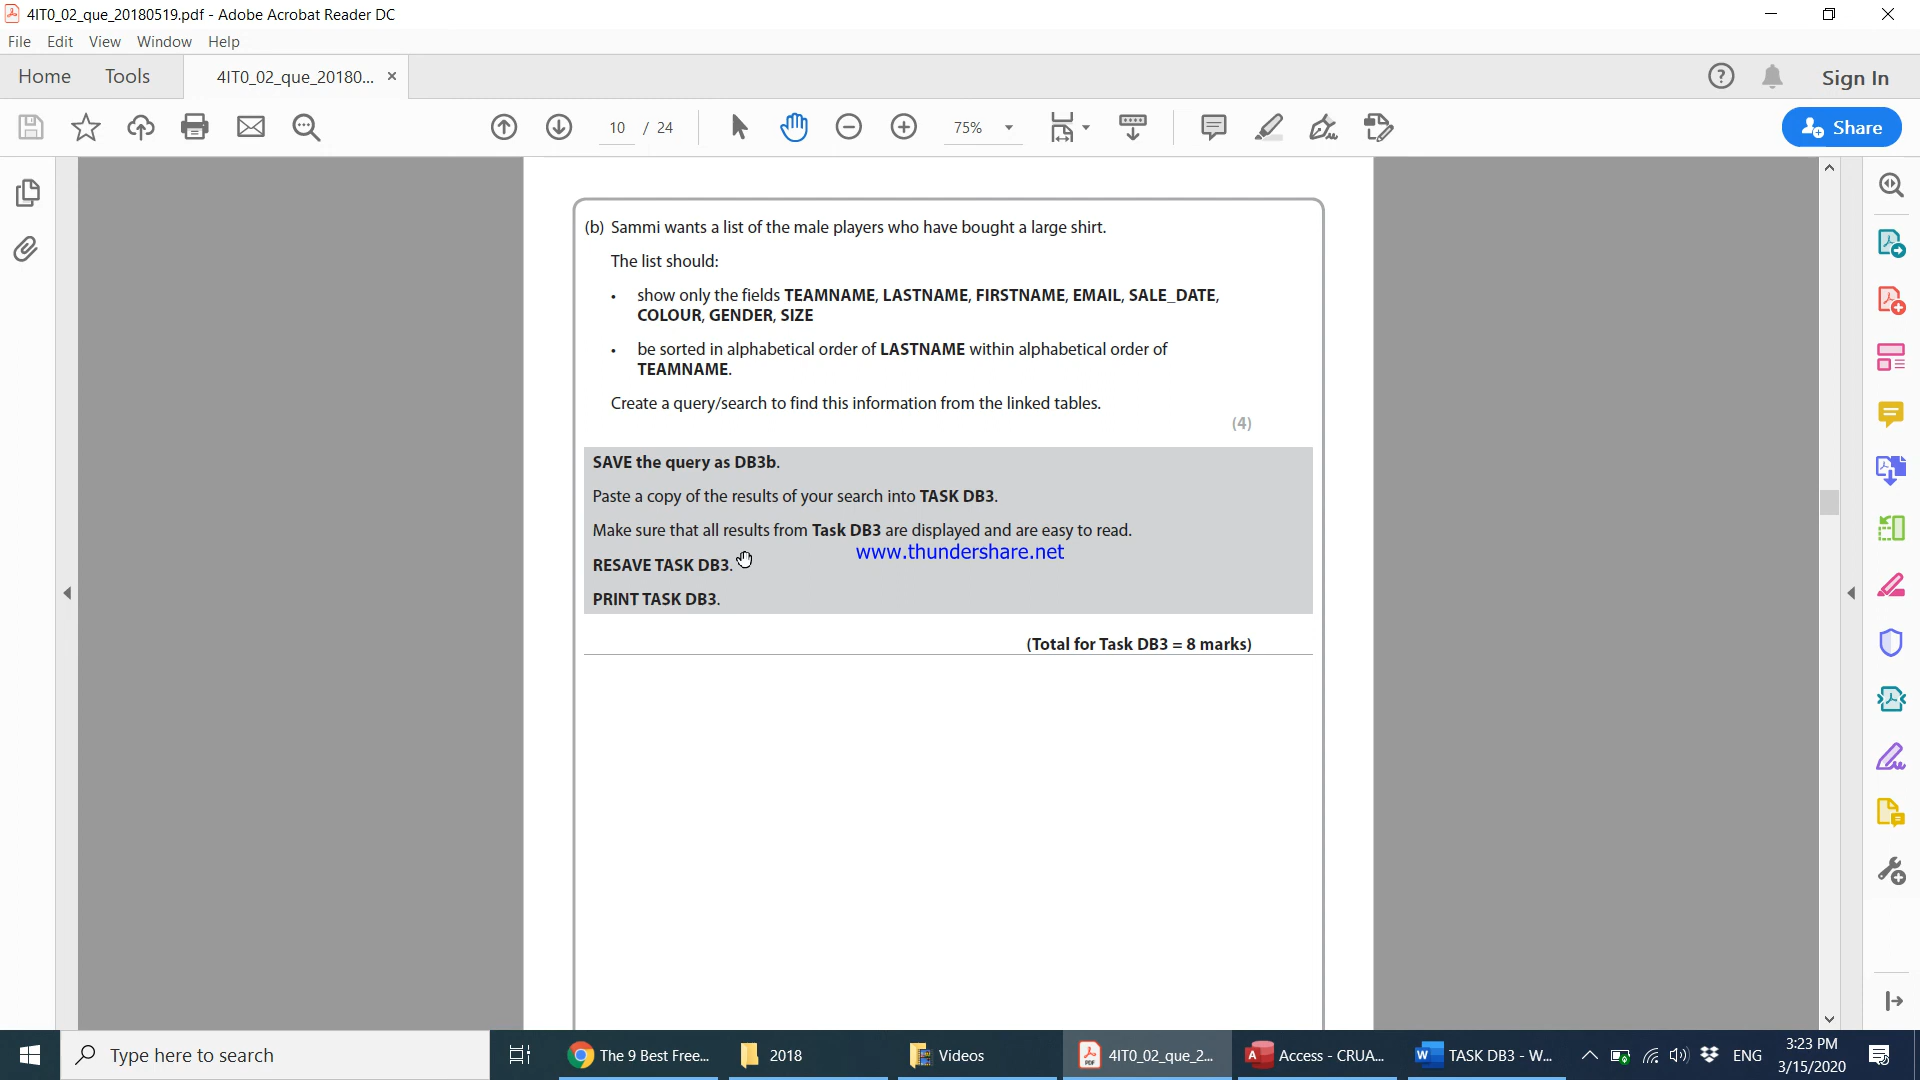 4IT0_02_que_20180519.pdf - Adobe Acrobat Reader DC
File Edit View Window Help
Home Tools 4IT0_02_que_20180... × Sign In
10 / 24 75% Share
(b) Sammi wants a list of the male players who have bought a large shirt.
The list should:
• show only the fields TEAMNAME, LASTNAME, FIRSTNAME, EMAIL, SALE_DATE,
COLOUR, GENDER, SIZE
• be sorted in alphabetical order of LASTNAME within alphabetical order of
TEAMNAME.
Create a query/search to find this information from the linked tables.
(4)
SAVE the query as DB3b.
Paste a copy of the results of your search into TASK DB3.
Make sure that all results from Task DB3 are displayed and are easy to read.
www.thundershare.net
RESAVE TASK DB3.
PRINT TASK DB3.
(Total for Task DB3 = 8 marks)
Type here to search The 9 Best Free... 2018 Videos 4IT0_02_que_2... Access - CRUA... TASK DB3 - W... ENG 3:23 PM
3/15/2020